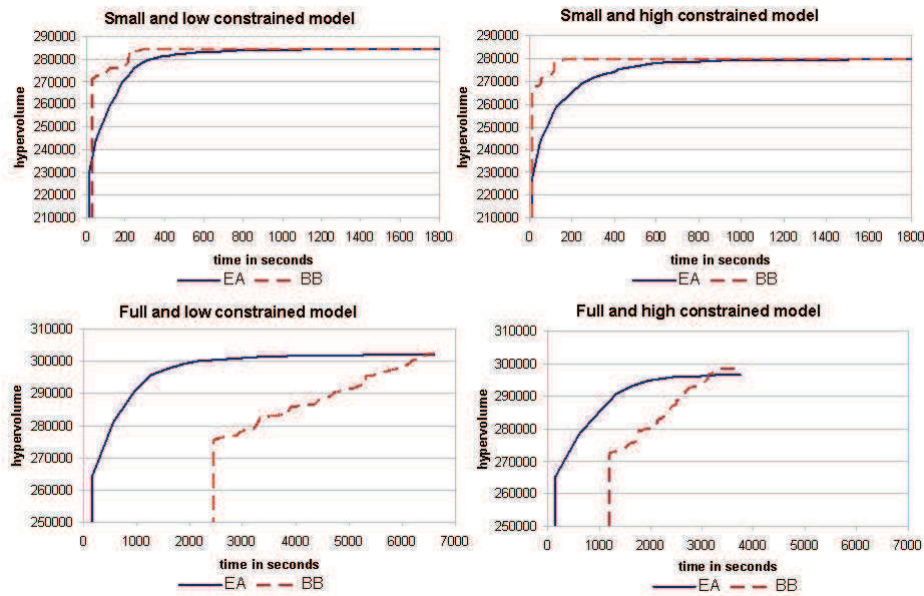 Small and low constrained model
290000
280000
270000
260000
250000
240000
230000
220000
210000
hypervolume
0 200 400 600 800 1000 1200 1400 1600 1800
time in seconds
EA BB
Small and high constrained model
290000
280000
270000
260000
250000
240000
230000
220000
210000
hypervolume
0 200 400 600 800 1000 1200 1400 1600 1800
time in seconds
EA BB
Full and low constrained model
310000
300000
290000
280000
270000
260000
250000
hypervolume
0 1000 2000 3000 4000 5000 6000 7000
time in seconds
EA BB
Full and high constrained model
310000
300000
290000
280000
270000
260000
250000
hypervolume
0 1000 2000 3000 4000 5000 6000 7000
time in seconds
EA BB